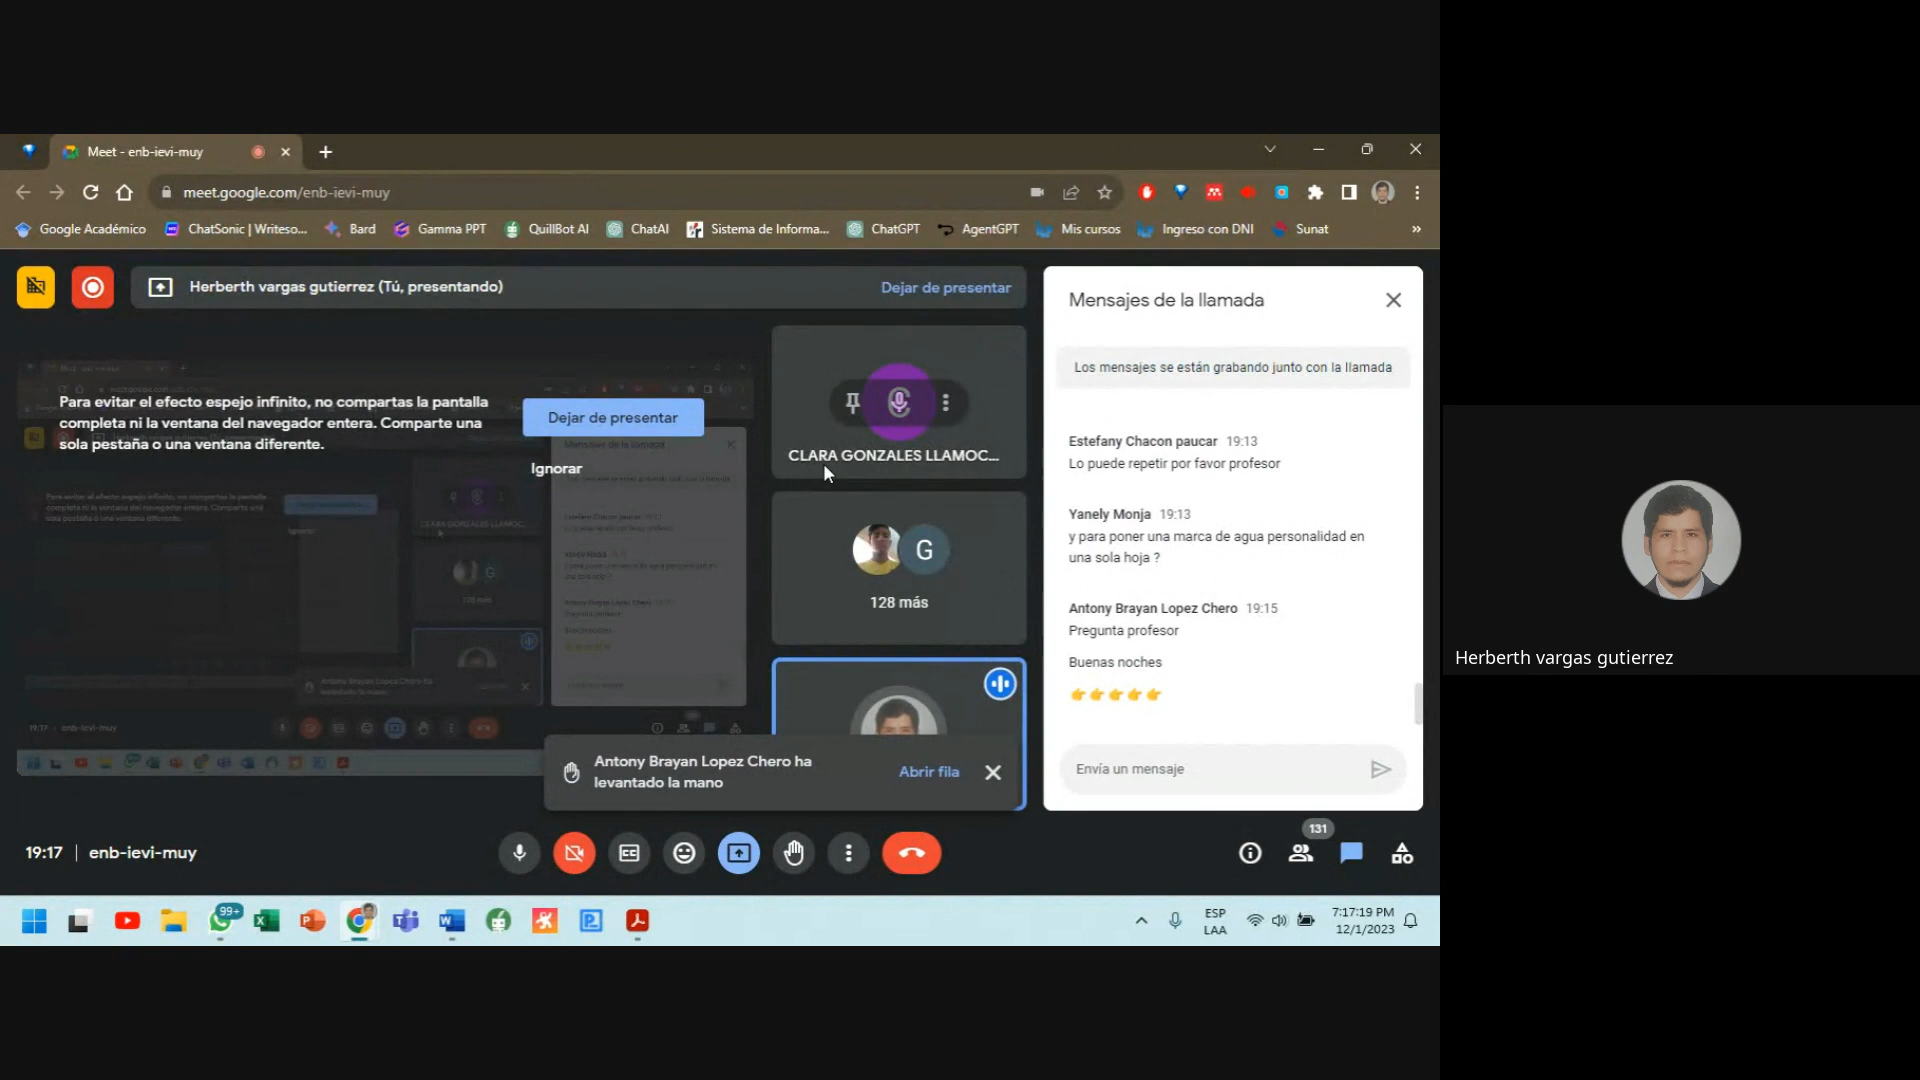 Meet - enb-ievi-muy
meet.google.com/enb-ievi-muy
Google Académico
ChatSonic | Writeso...
Bard
Gamma PPT
QuillBot AI
ChatAI
Sistema de Informa...
ChatGPT
AgentGPT
Mis cursos
Ingreso con DNI
Sunat
»
Herberth vargas gutierrez (Tú, presentando)
Dejar de presentar
Para evitar el efecto espejo infinito, no compartas la pantalla
completa ni la ventana del navegador entera. Comparte una
sola pestaña o una ventana diferente.
Dejar de presentar
Ignorar
CLARA GONZALES LLAMOC...
G
128 más
Antony Brayan Lopez Chero ha
levantado la mano
Abrir fila
Mensajes de la llamada
Los mensajes se están grabando junto con la llamada
Estefany Chacon paucar 19:13
Lo puede repetir por favor profesor
Yanely Monja 19:13
y para poner una marca de agua personalidad en
una sola hoja ?
Antony Brayan Lopez Chero 19:15
Pregunta profesor
Buenas noches
👉👉👉👉👉
Envía un mensaje
19:17 | enb-ievi-muy
131
99+
ESP
LAA
7:17:19 PM
12/1/2023
Herberth vargas gutierrez